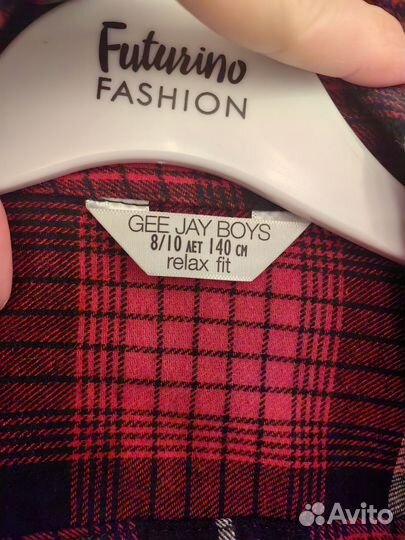 Futurino
FASHION
GEE JAY BOYS
8/10 ЛЕТ 140 СМ
relax fit
Avito